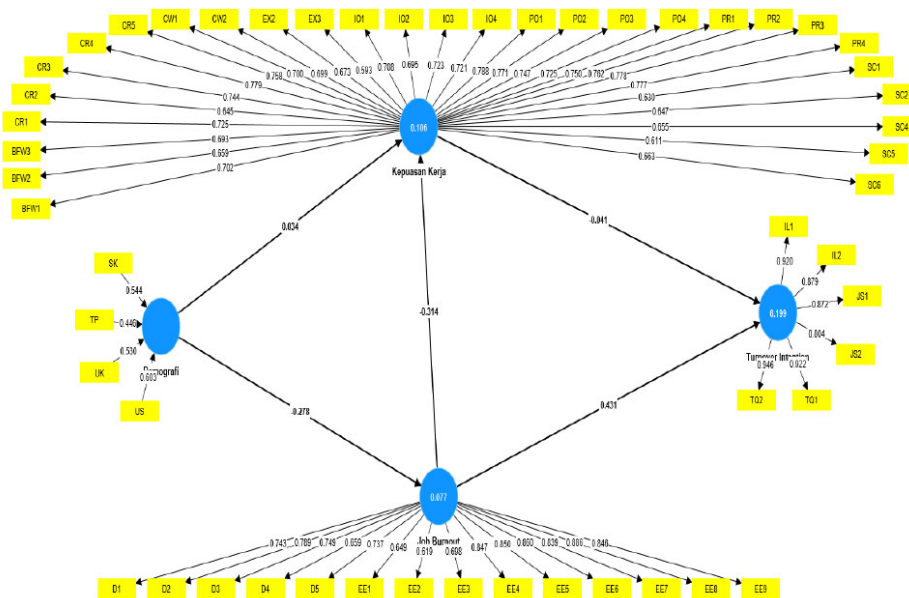 CR5 CW1 CW2 EX2 EX3 IO1 IO2 IO3 IO4 PO1 PO2 PO3 PO4 PR1 PR2 PR3
CR4 PR4
CR3 SC1
CR2 SC2
CR1 SC4
BFW3 SC5
BFW2 SC6
BFW1
0.758 0.700 0.699 0.673 0.593 0.708 0.695 0.723 0.721 0.788 0.771 0.747 0.725 0.750 0.762 0.778
0.779 0.777
0.744 0.630
0.645 0.647
0.725 0.655
0.693 0.611
0.659 0.663
0.702
0.106
Kepuasan Kerja
0.034
-0.041
-0.314
IL1
0.920
IL2
0.879
JS1
0.872
JS2
0.804
0.199
Turnover Intention
0.946 0.922
TQ2 TQ1
SK
0.544
TP
0.446
UK
0.530
US
0.603
Demografi
-0.278
0.431
0.077
Job Burnout
0.743 0.789 0.749 0.659 0.737 0.649 0.619 0.698 0.847 0.850 0.860 0.839 0.886 0.846
D1 D2 D3 D4 D5 EE1 EE2 EE3 EE4 EE5 EE6 EE7 EE8 EE9